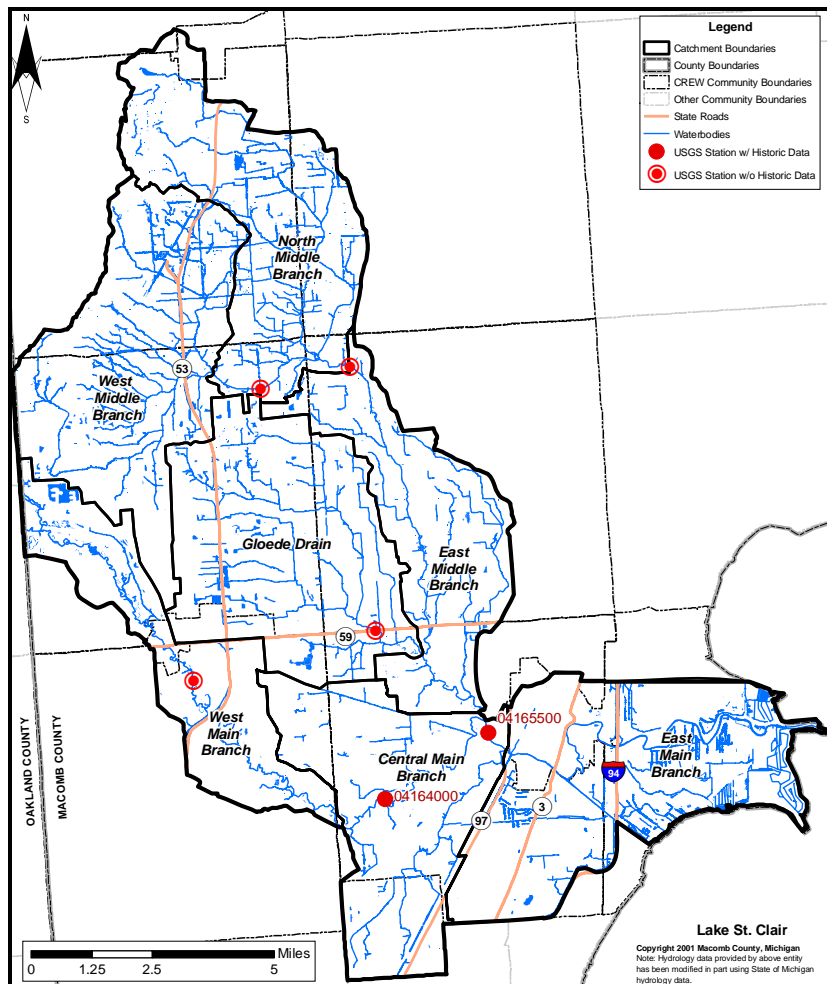 N
S
Legend
Catchment Boundaries
County Boundaries
CREW Community Boundaries
Other Community Boundaries
State Roads
Waterbodies
USGS Station w/ Historic Data
USGS Station w/o Historic Data
North
Middle
Branch
53
West
Middle
Branch
Gloede Drain
East
Middle
Branch
59
West
Main
Branch
04165500
Central Main
Branch
East
Main
Branch
94
04164000
3
97
OAKLAND COUNTY
MACOMB COUNTY
Lake St. Clair
Copyright 2001 Macomb County, Michigan
Note: Hydrology data provided by above entity
has been modified in part using State of Michigan
hydrology data.
Miles
0 1.25 2.5 5